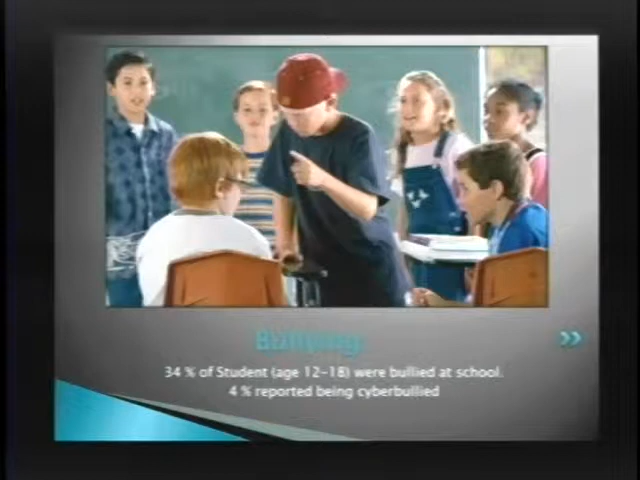 Bullying
34 % of Student (age 12-18) were bullied at school.
4 % reported being cyberbullied